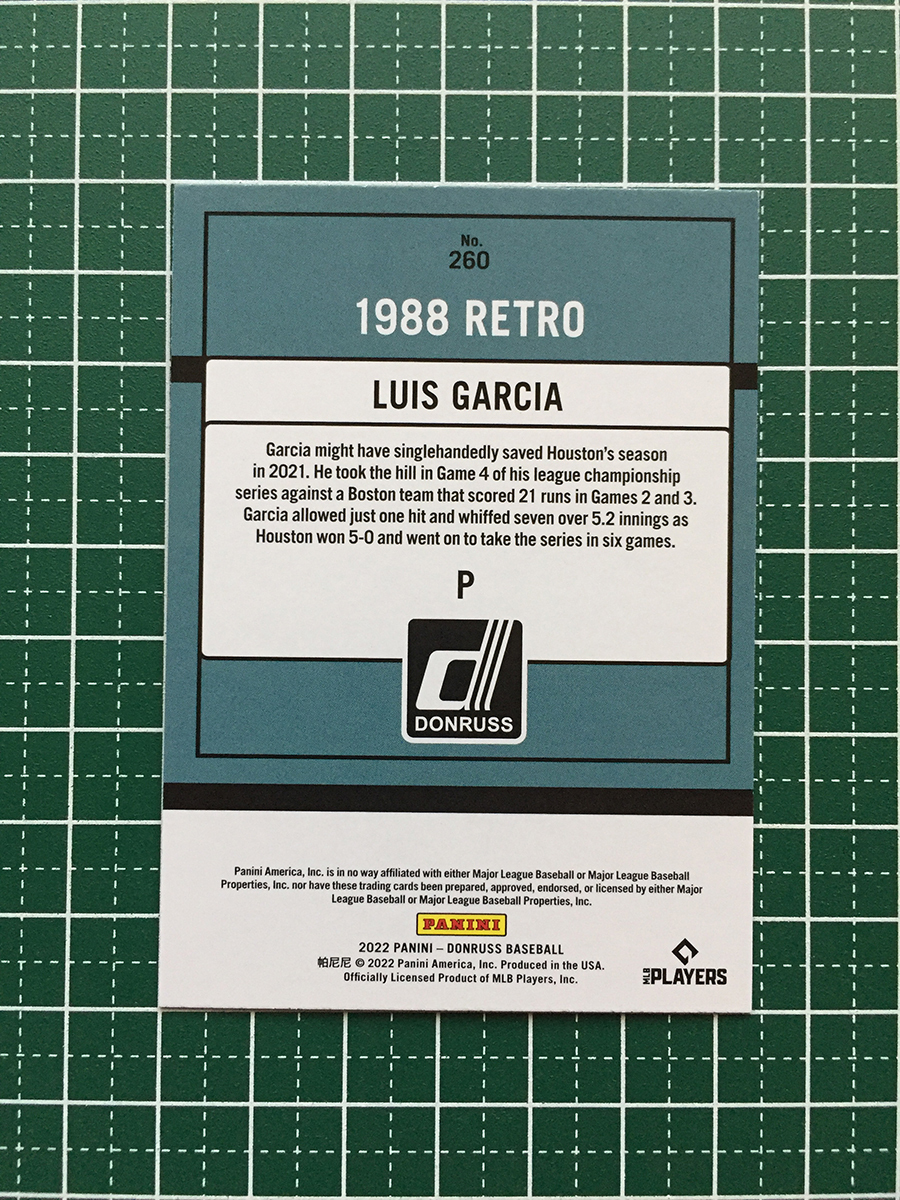 No.
260
1988 RETRO
LUIS GARCIA
Garcia might have singlehandedly saved Houston's season
in 2021. He took the hill in Game 4 of his league championship
series against a Boston team that scored 21 runs in Games 2 and 3.
Garcia allowed just one hit and whiffed seven over 5.2 innings as
Houston won 5-0 and went on to take the series in six games.
P
d
DONRUSS
Panini America, Inc. is in no way affiliated with either Major League Baseball or Major League Baseball
Properties, Inc. nor have these trading cards been prepared, approved, endorsed, or licensed by either Major
League Baseball or Major League Baseball Properties, Inc.
PANINI
2022 PANINI – DONRUSS BASEBALL
帕尼尼 © 2022 Panini America, Inc. Produced in the USA.
Officially Licensed Product of MLB Players, Inc.
MLB PLAYERS